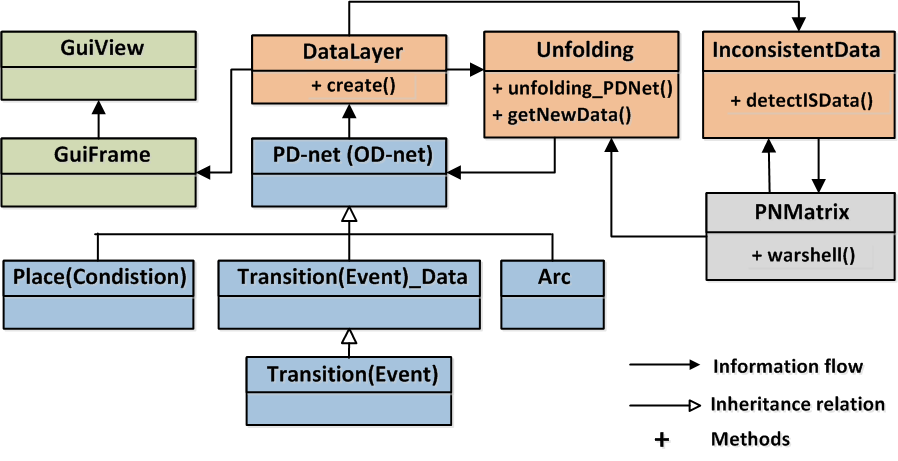 GuiView
DataLayer
+ create()
Unfolding
+ unfolding_PDNet()
+ getNewData()
InconsistentData
+ detectISData()
GuiFrame
PD-net (OD-net)
PNMatrix
+ warshell()
Place(Condistion)
Transition(Event)_Data
Arc
Transition(Event)
Information flow
Inheritance relation
+ Methods